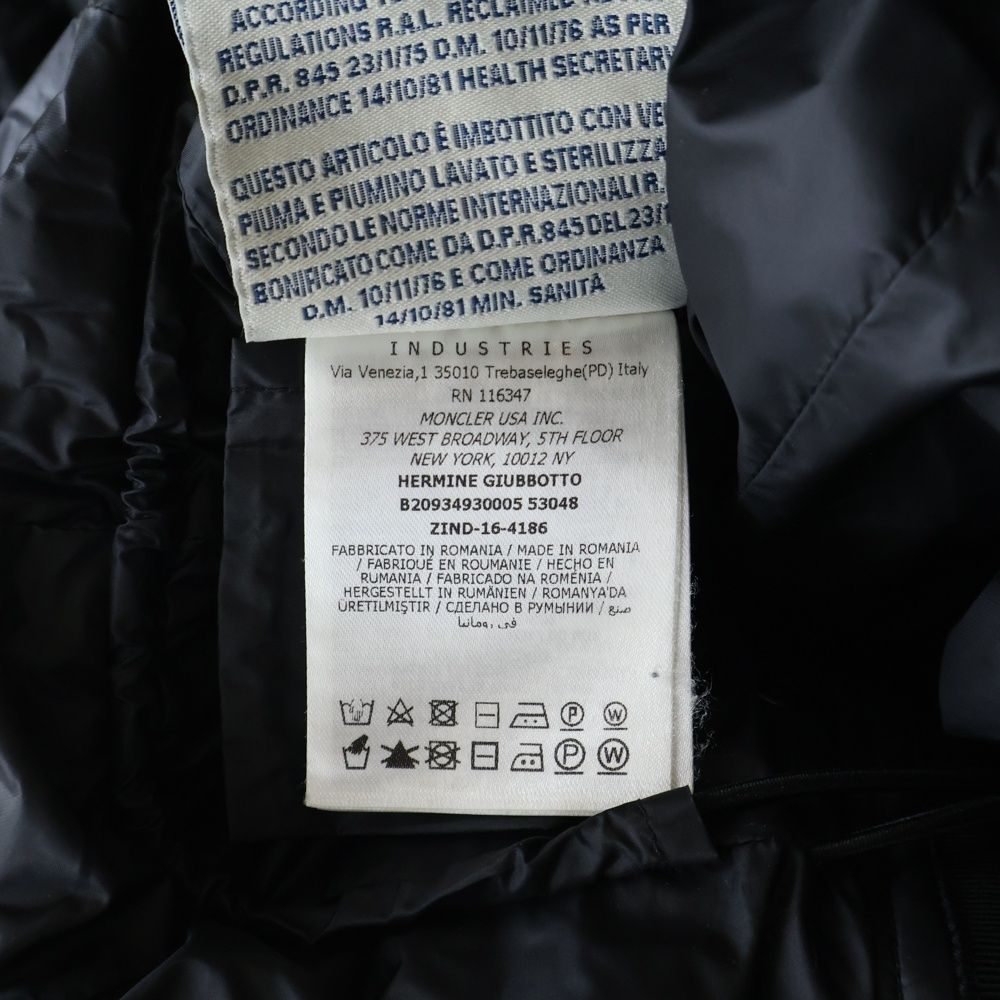 ACCORDING
REGULATIONS R.A.L. RECLAIMED
D.P.R. 845 23/1/75 D.M. 10/11/76 AS PER
ORDINANCE 14/10/81 HEALTH SECRETARY
QUESTO ARTICOLO È IMBOTTITO CON
PIUMA E PIUMINO LAVATO E STERILIZZA
SECONDO LE NORME INTERNAZIONALI R.
BONIFICATO COME DA D.P.R. 845 DEL 23/1
D.M. 10/11/76 E COME ORDINANZA
14/10/81 MIN. SANITÀ
INDUSTRIES
Via Venezia,1 35010 Trebaseleghe(PD) Italy
RN 116347
MONCLER USA INC.
375 WEST BROADWAY, 5TH FLOOR
NEW YORK, 10012 NY
HERMINE GIUBBOTTO
B20934930005 53048
ZIND-16-4186
FABBRICATO IN ROMANIA / MADE IN ROMANIA
/ FABRIQUÉ EN ROUMANIE / HECHO EN
RUMANIA / FABRICADO NA ROMÉNIA /
HERGESTELLT IN RUMÄNIEN / ROMANYA'DA
ÜRETILMIŞTIR / СДЕЛАНО В РУМЫНИИ / صنع
في رومانيا
P W
P W